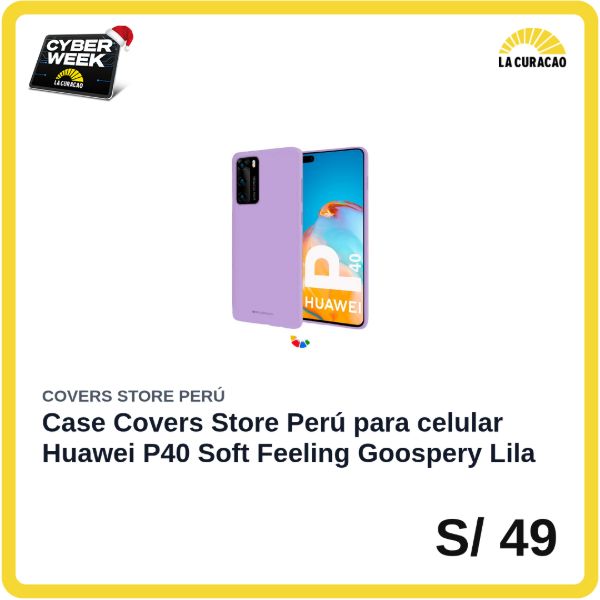 CYBER
WEEK
LA CURACAO
LA CURACAO
P
40
HUAWEI
COVERS STORE PERÚ
Case Covers Store Perú para celular
Huawei P40 Soft Feeling Goospery Lila
S/ 49